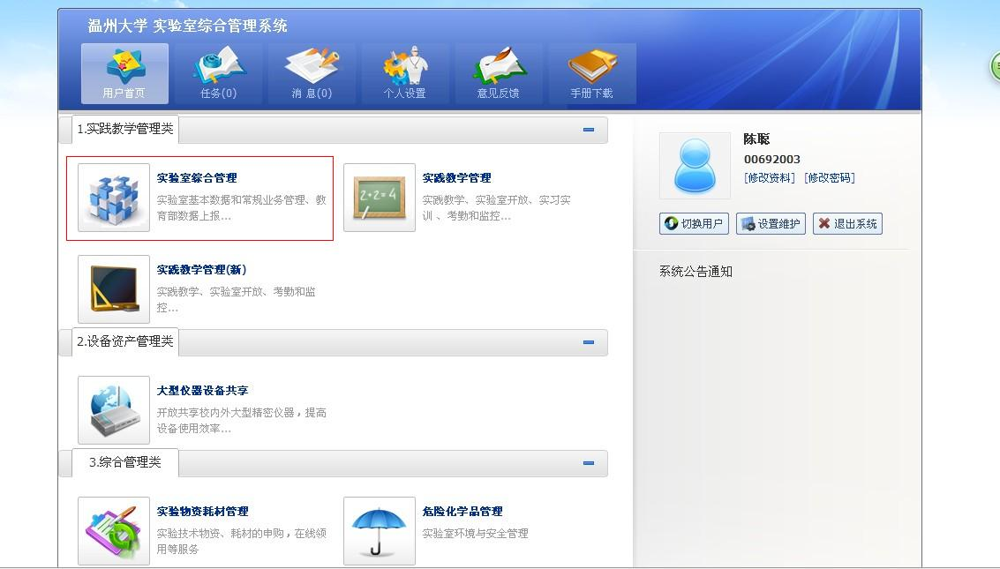 温州大学 实验室综合管理系统
用户首页 任务(0) 消 息(0) 个人设置 意见反馈 手册下载
1.实践教学管理类
实验室综合管理
实验室基本数据和常规业务管理、教
育部数据上报...
实践教学管理
2+2=4
实践教学、实验室开放、实习实
训 、考勤和监控...
实践教学管理(新)
实践教学、实验室开放、考勤和监
控...
2.设备资产管理类
大型仪器设备共享
开放共享校内外大型精密仪器，提高
设备使用效率...
3.综合管理类
实验物资耗材管理
实验技术物资、耗材的申购，在线领
用等服务
危险化学品管理
实验室环境与安全管理
陈聪
00692003
[修改资料] [修改密码]
切换用户 设置维护 退出系统
系统公告通知